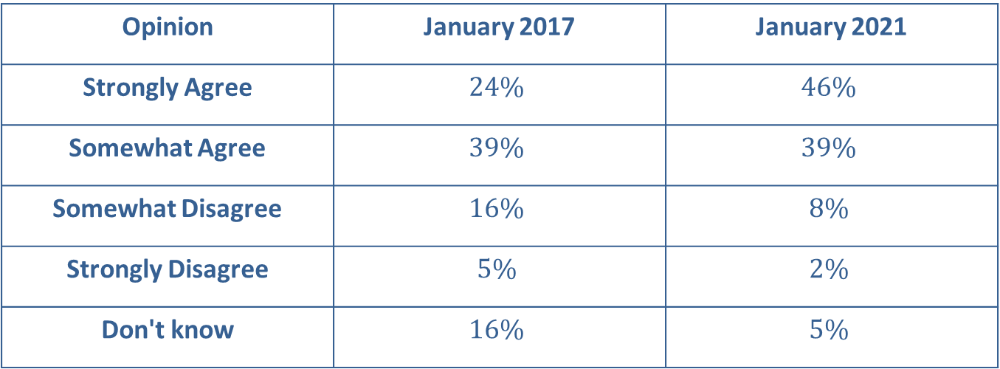 Opinion January 2017 January 2021
Strongly Agree 24% 46%
Somewhat Agree 39% 39%
Somewhat Disagree 16% 8%
Strongly Disagree 5% 2%
Don't know 16% 5%